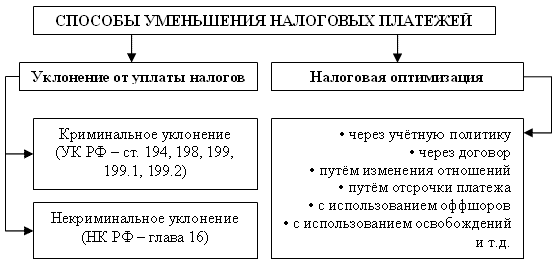 СПОСОБЫ УМЕНЬШЕНИЯ НАЛОГОВЫХ ПЛАТЕЖЕЙ
Уклонение от уплаты налогов
Криминальное уклонение
(УК РФ – ст. 194, 198, 199,
199.1, 199.2)
Некриминальное уклонение
(НК РФ – глава 16)
Налоговая оптимизация
• через учётную политику
• через договор
• путём изменения отношений
• путём отсрочки платежа
• с использованием оффшоров
• с использованием освобождений
и т.д.